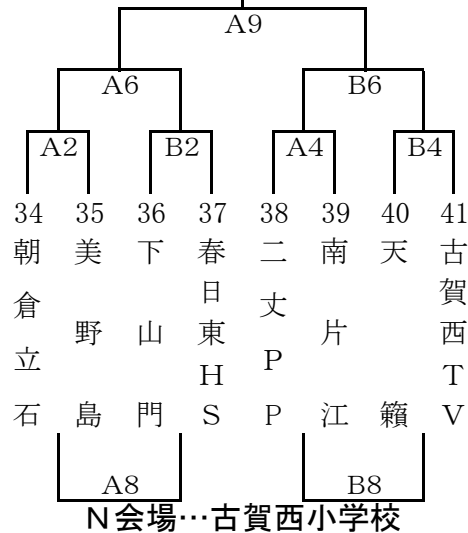 A9
A6 B6
A2 B2 A4 B4
34 35 36 37 38 39 40 41
朝倉立石
美野島
下山門
春日東HS
二丈PP
南片江
天籟
古賀西TV
A8 B8
N会場…古賀西小学校